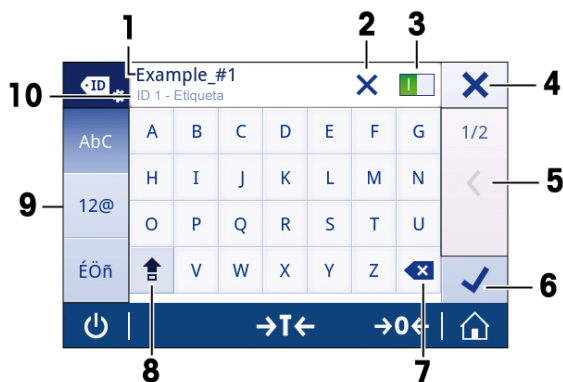 1
2
3
Example_#1
4
ID
10
ID 1 - Etiqueta
AbC
A B C D E F G
1/2
H I J K L M N
5
9
12@
O P Q R S T U
ÉÖñ
V W X Y Z
6
→T←
→0←
8
7